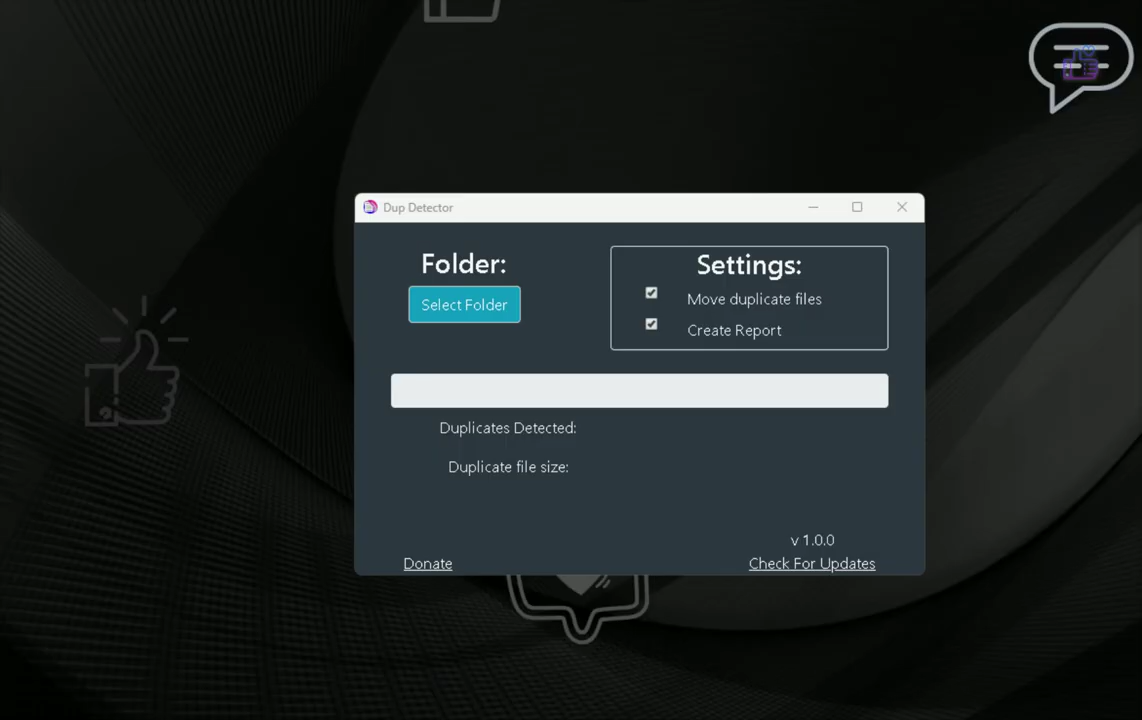 Dup Detector
Folder:
Select Folder
Settings:
Move duplicate files
Create Report
Duplicates Detected:
Duplicate file size:
v 1.0.0
Donate
Check For Updates